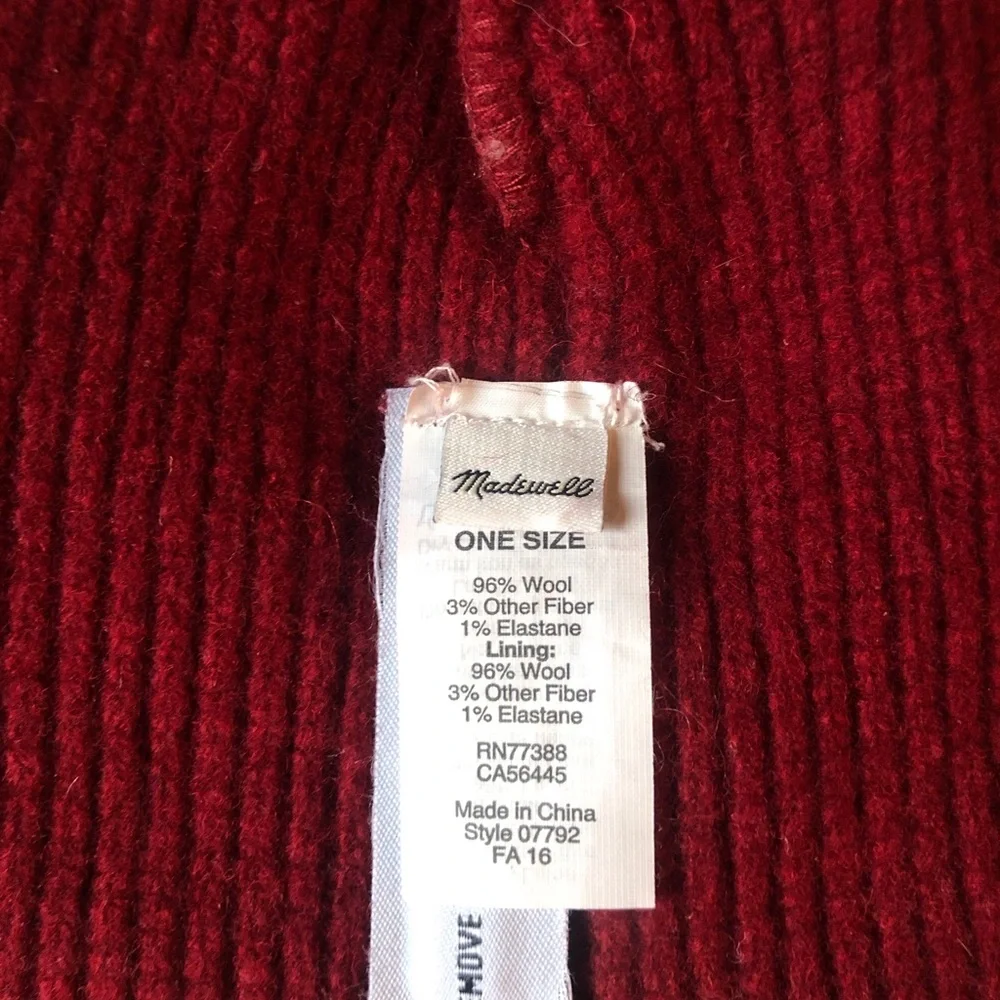 Madewell
ONE SIZE
96% Wool
3% Other Fiber
1% Elastane
Lining:
96% Wool
3% Other Fiber
1% Elastane
RN77388
CA56445
Made in China
Style 07792
FA 16